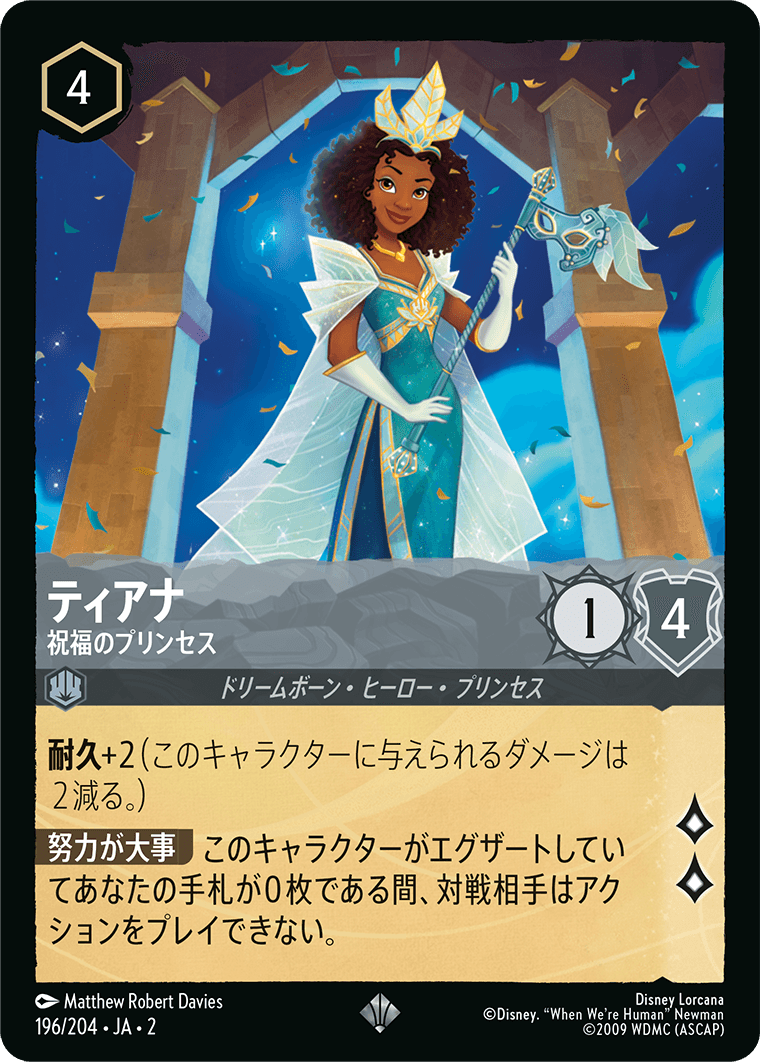 4
ティアナ
祝福のプリンセス
1
4
ドリームボーン・ヒーロー・プリンセス
耐久+2(このキャラクターに与えられるダメージは
2減る。)
努力が大事 このキャラクターがエグザートしてい
てあなたの手札が0枚である間、対戦相手はアク
ションをプレイできない。
Matthew Robert Davies
196/204 • JA • 2
Disney Lorcana
©Disney. “When We’re Human” Newman
©2009 WDMC (ASCAP)